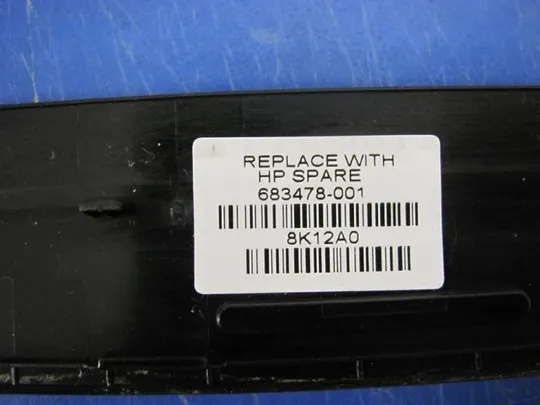 REPLACE WITH
HP SPARE
683478-001
8K12A0